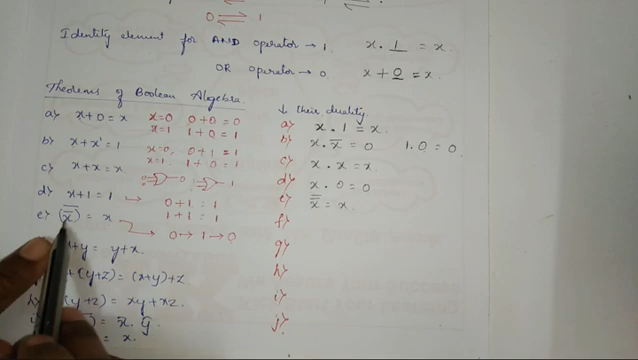 0 ⇌ 1
Identity element for AND operator → 1, x . 1 = x.
OR operator → 0 x + 0 = x.
Theorems of Boolean Algebra.
↓ their duality.
a) x+0 = x x=0 0+0 = 0
x=1 1+0 = 1
b) x+x' = 1 x=0, 0+1 = 1
x=1 1+0 = 1
c) x+x = x
d) x+1 = 1 → 0+1 = 1
1+1 = 1
e) (x̅)̅ = x 0 → 1 → 0
+y = y+x.
+(y+z) = (x+y)+z
h) (y+z) = xy + xz.
i) = x̅ . y̅
= x.
a) x . 1 = x
b) x . x̅ = 0 1.0 = 0.
c) x . x = x.
d) x . 0 = 0
e) x̿ = x.
f)
g)
h)
i)
j)